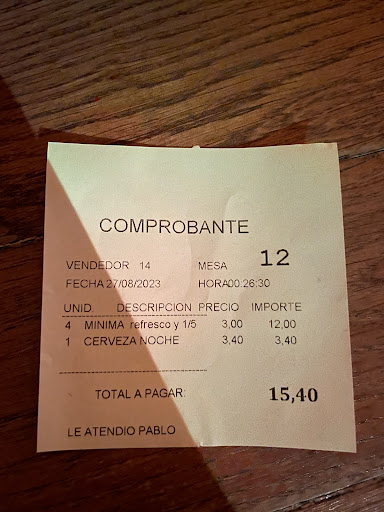 COMPROBANTE
VENDEDOR 14 MESA 12
FECHA 27/08/2023 HORA00:26:30
UNID. DESCRIPCION PRECIO IMPORTE
4 MINIMA refresco y 1/5 3,00 12,00
1 CERVEZA NOCHE 3,40 3,40
TOTAL A PAGAR: 15,40
LE ATENDIO PABLO